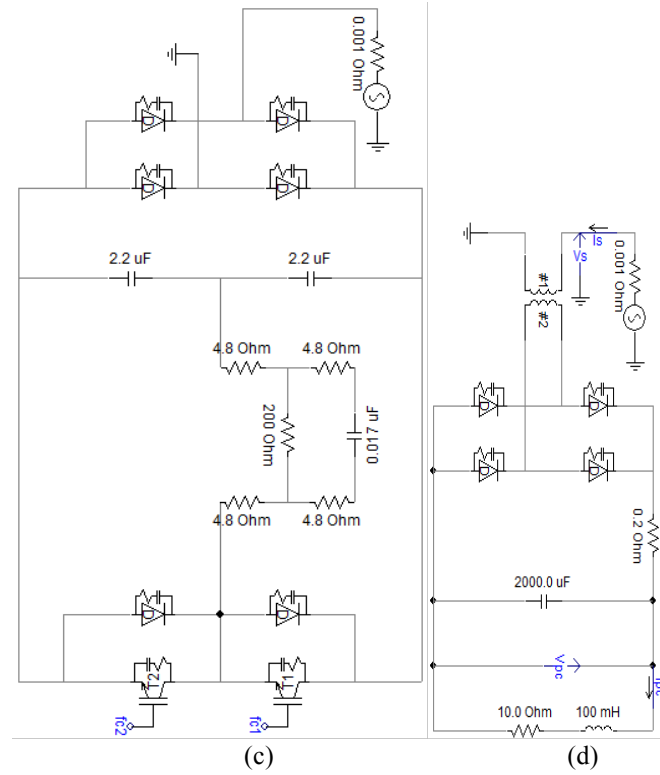 0.001 Ohm
D
D
D
D
2.2 uF
2.2 uF
4.8 Ohm
4.8 Ohm
200 Ohm
0.017 uF
4.8 Ohm
4.8 Ohm
D
D
T2
T1
fc2
fc1
(c)
#1
#2
Vs
Is
0.001 Ohm
D
D
D
D
0.2 Ohm
2000.0 uF
Vpc
Ipc
10.0 Ohm
100 mH
(d)